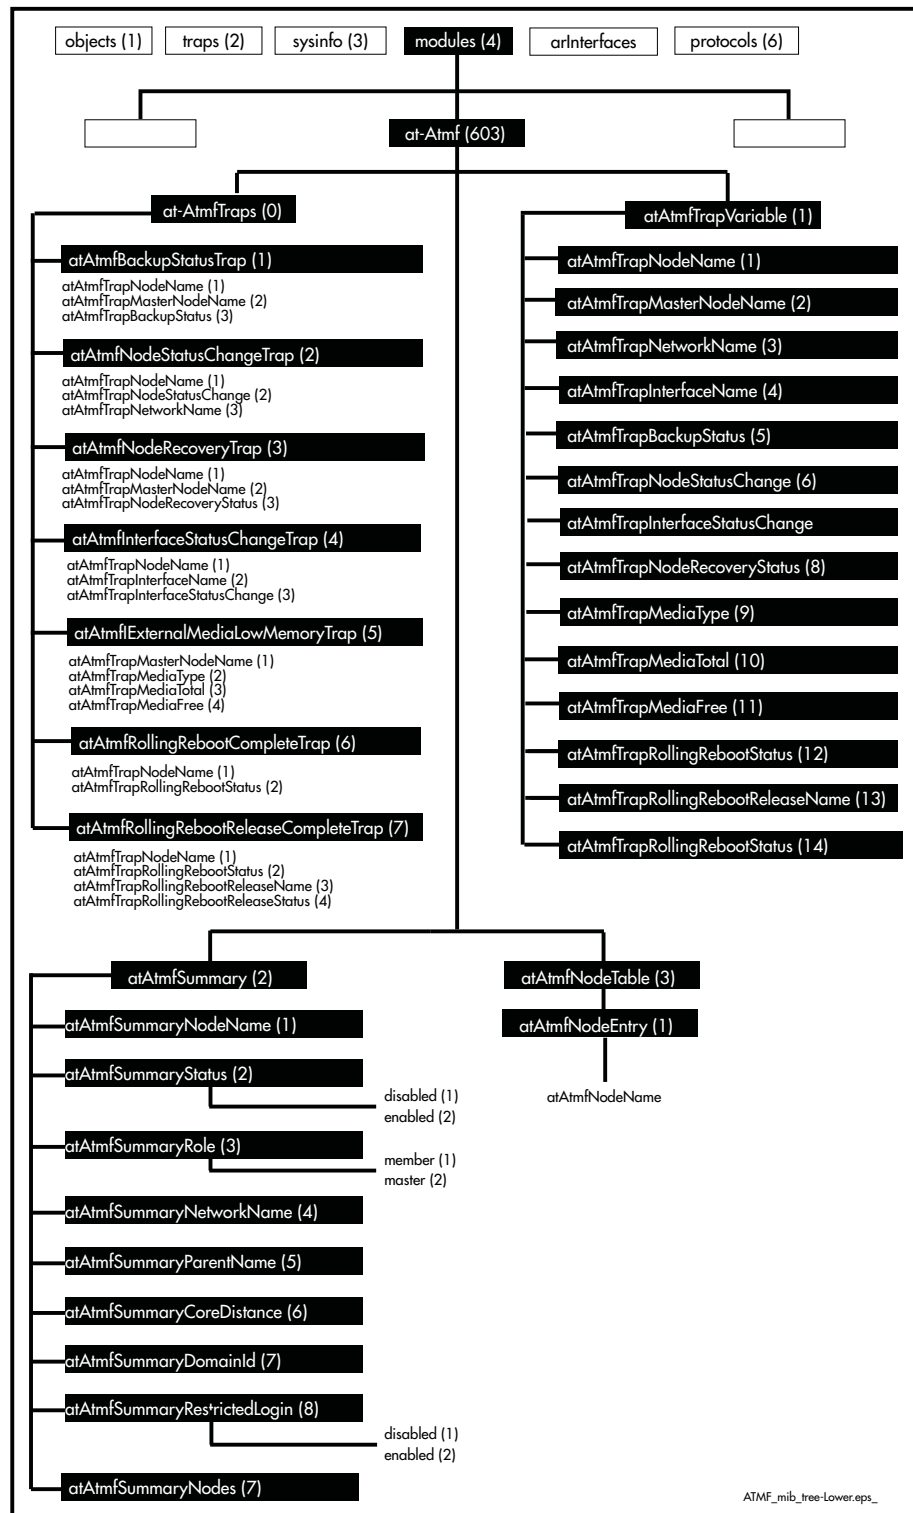 objects (1)
traps (2)
sysinfo (3)
modules (4)
arInterfaces
protocols (6)
at-Atmf (603)
at-AtmfTraps (0)
atAtmfBackupStatusTrap (1)
atAtmfTrapNodeName (1)
atAtmfTrapMasterNodeName (2)
atAtmfTrapBackupStatus (3)
atAtmfNodeStatusChangeTrap (2)
atAtmfTrapNodeName (1)
atAtmfTrapNodeStatusChange (2)
atAtmfTrapNetworkName (3)
atAtmfNodeRecoveryTrap (3)
atAtmfTrapNodeName (1)
atAtmfTrapMasterNodeName (2)
atAtmfTrapNodeRecoveryStatus (3)
atAtmfInterfaceStatusChangeTrap (4)
atAtmfTrapNodeName (1)
atAtmfTrapInterfaceName (2)
atAtmfTrapInterfaceStatusChange (3)
atAtmfIExternalMediaLowMemoryTrap (5)
atAtmfTrapMasterNodeName (1)
atAtmfTrapMediaType (2)
atAtmfTrapMediaTotal (3)
atAtmfTrapMediaFree (4)
atAtmfRollingRebootCompleteTrap (6)
atAtmfTrapNodeName (1)
atAtmfTrapRollingRebootStatus (2)
atAtmfRollingRebootReleaseCompleteTrap (7)
atAtmfTrapNodeName (1)
atAtmfTrapRollingRebootStatus (2)
atAtmfTrapRollingRebootReleaseName (3)
atAtmfTrapRollingRebootReleaseStatus (4)
atAtmfTrapVariable (1)
atAtmfTrapNodeName (1)
atAtmfTrapMasterNodeName (2)
atAtmfTrapNetworkName (3)
atAtmfTrapInterfaceName (4)
atAtmfTrapBackupStatus (5)
atAtmfTrapNodeStatusChange (6)
atAtmfTrapInterfaceStatusChange
atAtmfTrapNodeRecoveryStatus (8)
atAtmfTrapMediaType (9)
atAtmfTrapMediaTotal (10)
atAtmfTrapMediaFree (11)
atAtmfTrapRollingRebootStatus (12)
atAtmfTrapRollingRebootReleaseName (13)
atAtmfTrapRollingRebootStatus (14)
atAtmfSummary (2)
atAtmfSummaryNodeName (1)
atAtmfSummaryStatus (2)
disabled (1)
enabled (2)
atAtmfSummaryRole (3)
member (1)
master (2)
atAtmfSummaryNetworkName (4)
atAtmfSummaryParentName (5)
atAtmfSummaryCoreDistance (6)
atAtmfSummaryDomainId (7)
atAtmfSummaryRestrictedLogin (8)
disabled (1)
enabled (2)
atAtmfSummaryNodes (7)
atAtmfNodeTable (3)
atAtmfNodeEntry (1)
atAtmfNodeName
ATMF_mib_tree-Lower.eps_